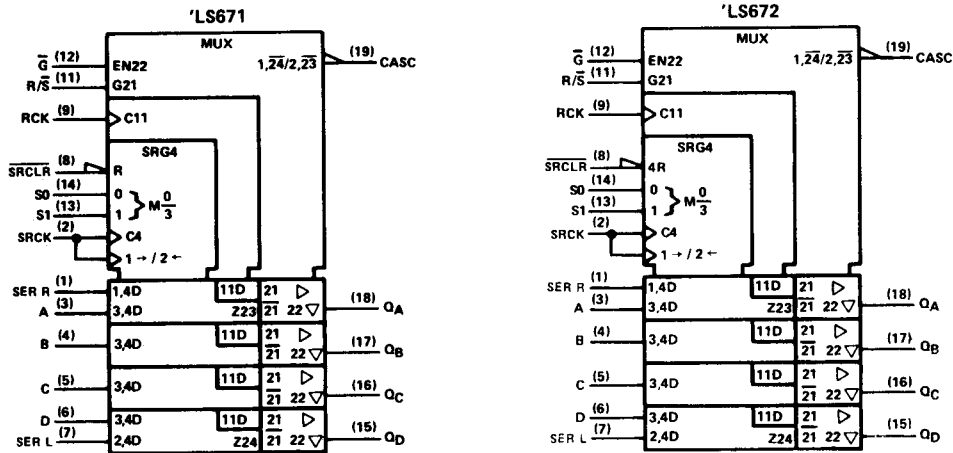 'LS671
MUX
G̅ (12) EN22
1,2̅4̅/2,2̅3̅ (19) CASC
R/S̅ (11) G21
RCK (9) C11
SRG4
S̅R̅C̅L̅R̅ (8) R
S0 (14) 0
} M 0/3
S1 (13) 1
SRCK (2) C4
1 → / 2 ←
SER R (1) 1,4D 11D 21 ▷
A (3) 3,4D Z23 2̅1̅ 22 ▽ (18) QA
B (4) 3,4D 11D 21 ▷
2̅1̅ 22 ▽ (17) QB
C (5) 3,4D 11D 21 ▷
2̅1̅ 22 ▽ (16) QC
D (6) 3,4D 11D 21 ▷
SER L (7) 2,4D Z24 2̅1̅ 22 ▽ (15) QD
'LS672
MUX
G̅ (12) EN22
1,2̅4̅/2,2̅3̅ (19) CASC
R/S̅ (11) G21
RCK (9) C11
SRG4
S̅R̅C̅L̅R̅ (8) 4R
S0 (14) 0
} M 0/3
S1 (13) 1
SRCK (2) C4
1 → / 2 ←
SER R (1) 1,4D 11D 21 ▷
A (3) 3,4D Z23 2̅1̅ 22 ▽ (18) QA
B (4) 3,4D 11D 21 ▷
2̅1̅ 22 ▽ (17) QB
C (5) 3,4D 11D 21 ▷
2̅1̅ 22 ▽ (16) QC
D (6) 3,4D 11D 21 ▷
SER L (7) 2,4D Z24 2̅1̅ 22 ▽ (15) QD